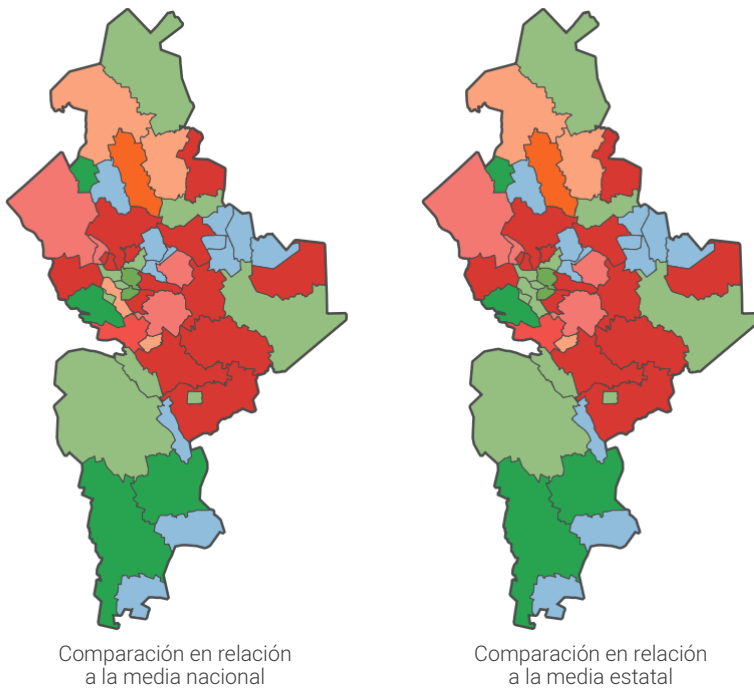 Comparación en relación
a la media nacional
Comparación en relación
a la media estatal